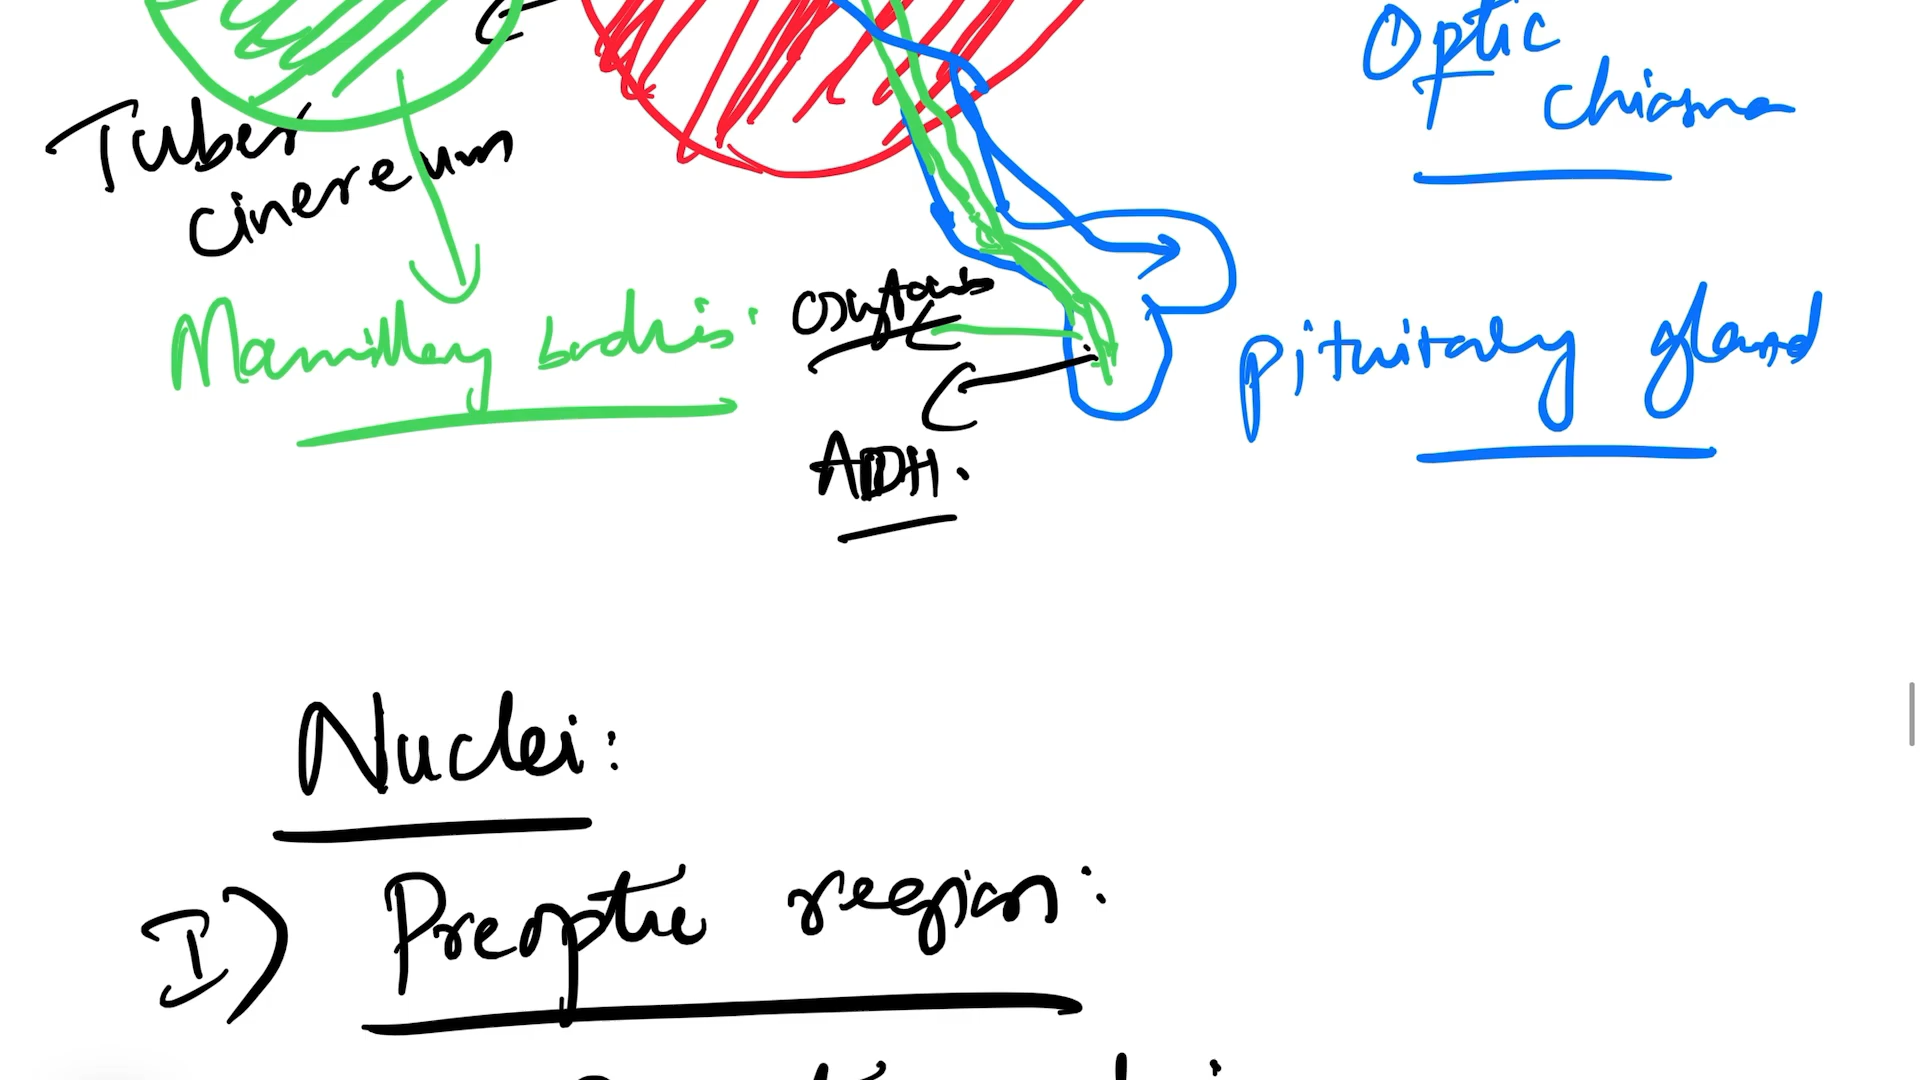 Optic
chiasma
Tuber
cinereum
Oxytocin
Mamillary bodies:
pituitary gland
ADH.
Nuclei:
I) Preoptic region: